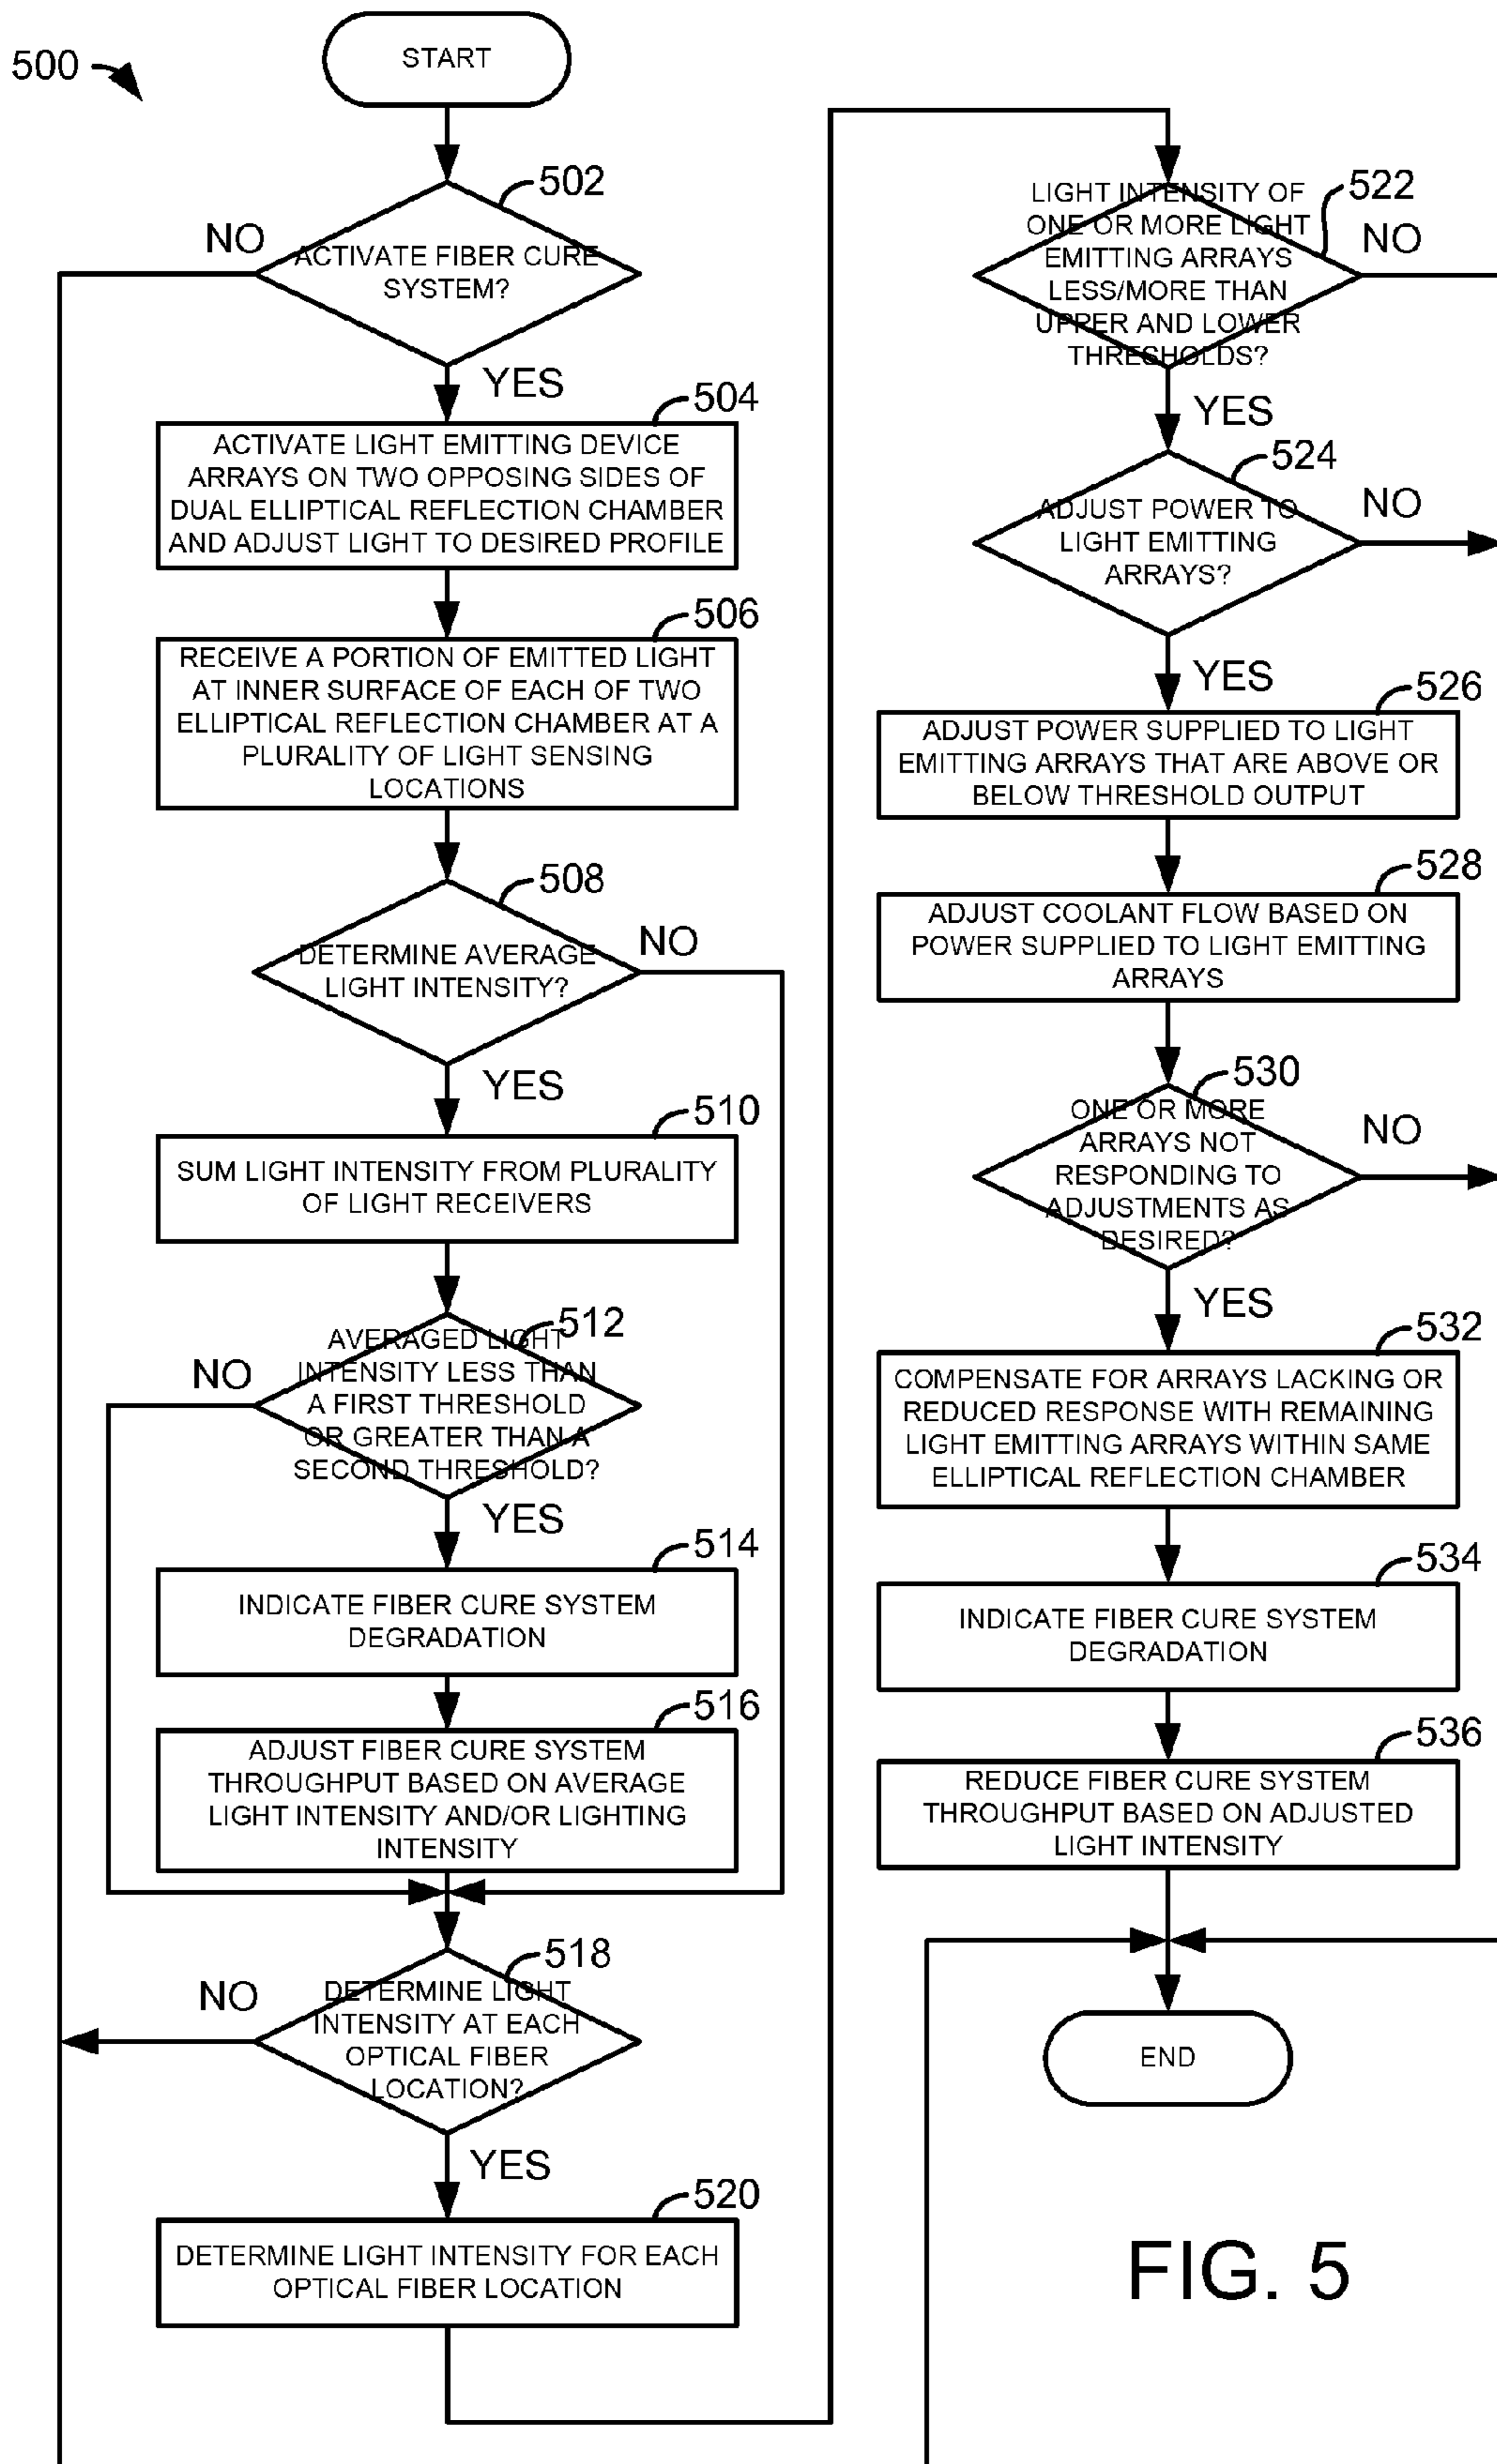 500
START
502
NO
ACTIVATE FIBER CURE
SYSTEM?
YES
504
ACTIVATE LIGHT EMITTING DEVICE
ARRAYS ON TWO OPPOSING SIDES OF
DUAL ELLIPTICAL REFLECTION CHAMBER
AND ADJUST LIGHT TO DESIRED PROFILE
506
RECEIVE A PORTION OF EMITTED LIGHT
AT INNER SURFACE OF EACH OF TWO
ELLIPTICAL REFLECTION CHAMBER AT A
PLURALITY OF LIGHT SENSING
LOCATIONS
508
DETERMINE AVERAGE
LIGHT INTENSITY?
NO
YES
510
SUM LIGHT INTENSITY FROM PLURALITY
OF LIGHT RECEIVERS
512
AVERAGED LIGHT
INTENSITY LESS THAN
A FIRST THRESHOLD
OR GREATER THAN A
SECOND THRESHOLD?
NO
YES
514
INDICATE FIBER CURE SYSTEM
DEGRADATION
516
ADJUST FIBER CURE SYSTEM
THROUGHPUT BASED ON AVERAGE
LIGHT INTENSITY AND/OR LIGHTING
INTENSITY
518
DETERMINE LIGHT
INTENSITY AT EACH
OPTICAL FIBER
LOCATION?
NO
YES
520
DETERMINE LIGHT INTENSITY FOR EACH
OPTICAL FIBER LOCATION
522
LIGHT INTENSITY OF
ONE OR MORE LIGHT
EMITTING ARRAYS
LESS/MORE THAN
UPPER AND LOWER
THRESHOLDS?
NO
YES
524
ADJUST POWER TO
LIGHT EMITTING
ARRAYS?
NO
YES
526
ADJUST POWER SUPPLIED TO LIGHT
EMITTING ARRAYS THAT ARE ABOVE OR
BELOW THRESHOLD OUTPUT
528
ADJUST COOLANT FLOW BASED ON
POWER SUPPLIED TO LIGHT EMITTING
ARRAYS
530
ONE OR MORE
ARRAYS NOT
RESPONDING TO
ADJUSTMENTS AS
DESIRED?
NO
YES
532
COMPENSATE FOR ARRAYS LACKING OR
REDUCED RESPONSE WITH REMAINING
LIGHT EMITTING ARRAYS WITHIN SAME
ELLIPTICAL REFLECTION CHAMBER
534
INDICATE FIBER CURE SYSTEM
DEGRADATION
536
REDUCE FIBER CURE SYSTEM
THROUGHPUT BASED ON ADJUSTED
LIGHT INTENSITY
END
FIG. 5